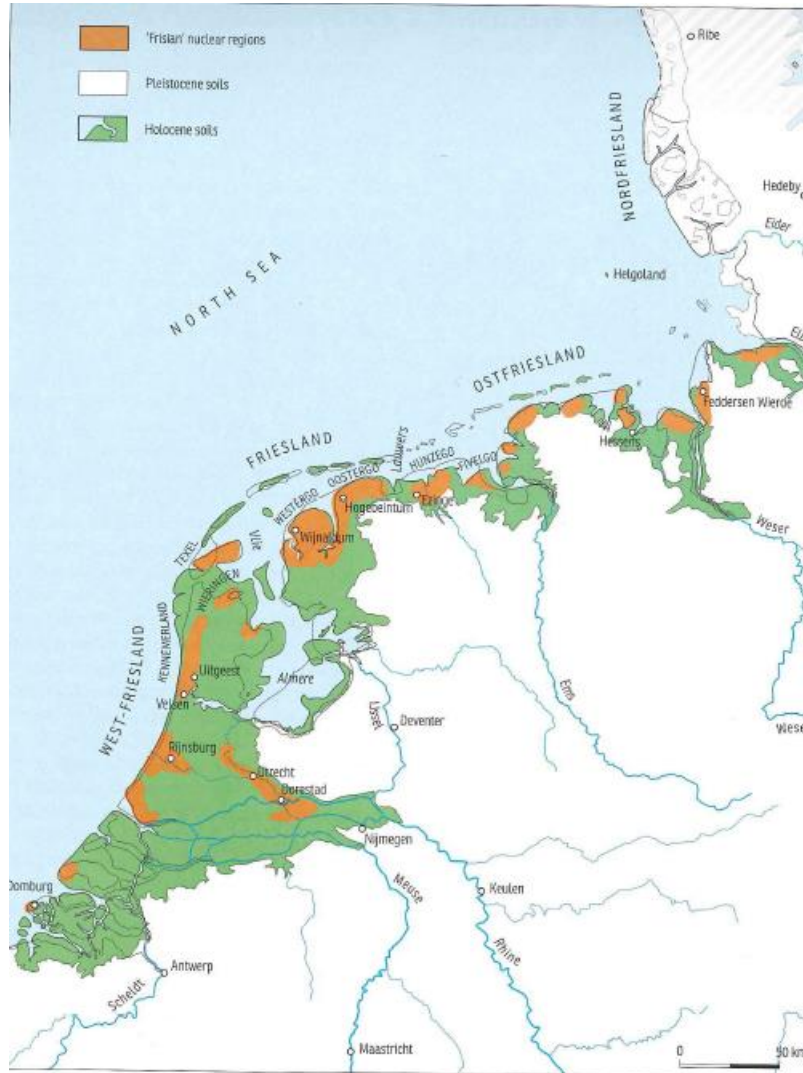 'Frisian' nuclear regions
Pleistocene soils
Holocene soils
Ribe
NORDFRIESLAND
Hedeby
Eider
Helgoland
NORTH SEA
OSTFRIESLAND
Feddersen Wierde
Hessens
FRIESLAND
Lauwers
HUNZEGO
FIVELGO
OOSTERGO
WESTERGO
Hogebeintum
Ezinge
Wijnaldum
Weser
TEXEL
Vlie
WIERINGEN
KENNEMERLAND
WEST-FRIESLAND
Uitgeest
Velsen
Almere
IJssel
Ems
Deventer
Rijnsburg
Utrecht
Dorestad
Nijmegen
Domburg
Meuse
Keulen
Rhine
Antwerp
Scheldt
Maastricht
0 50 km